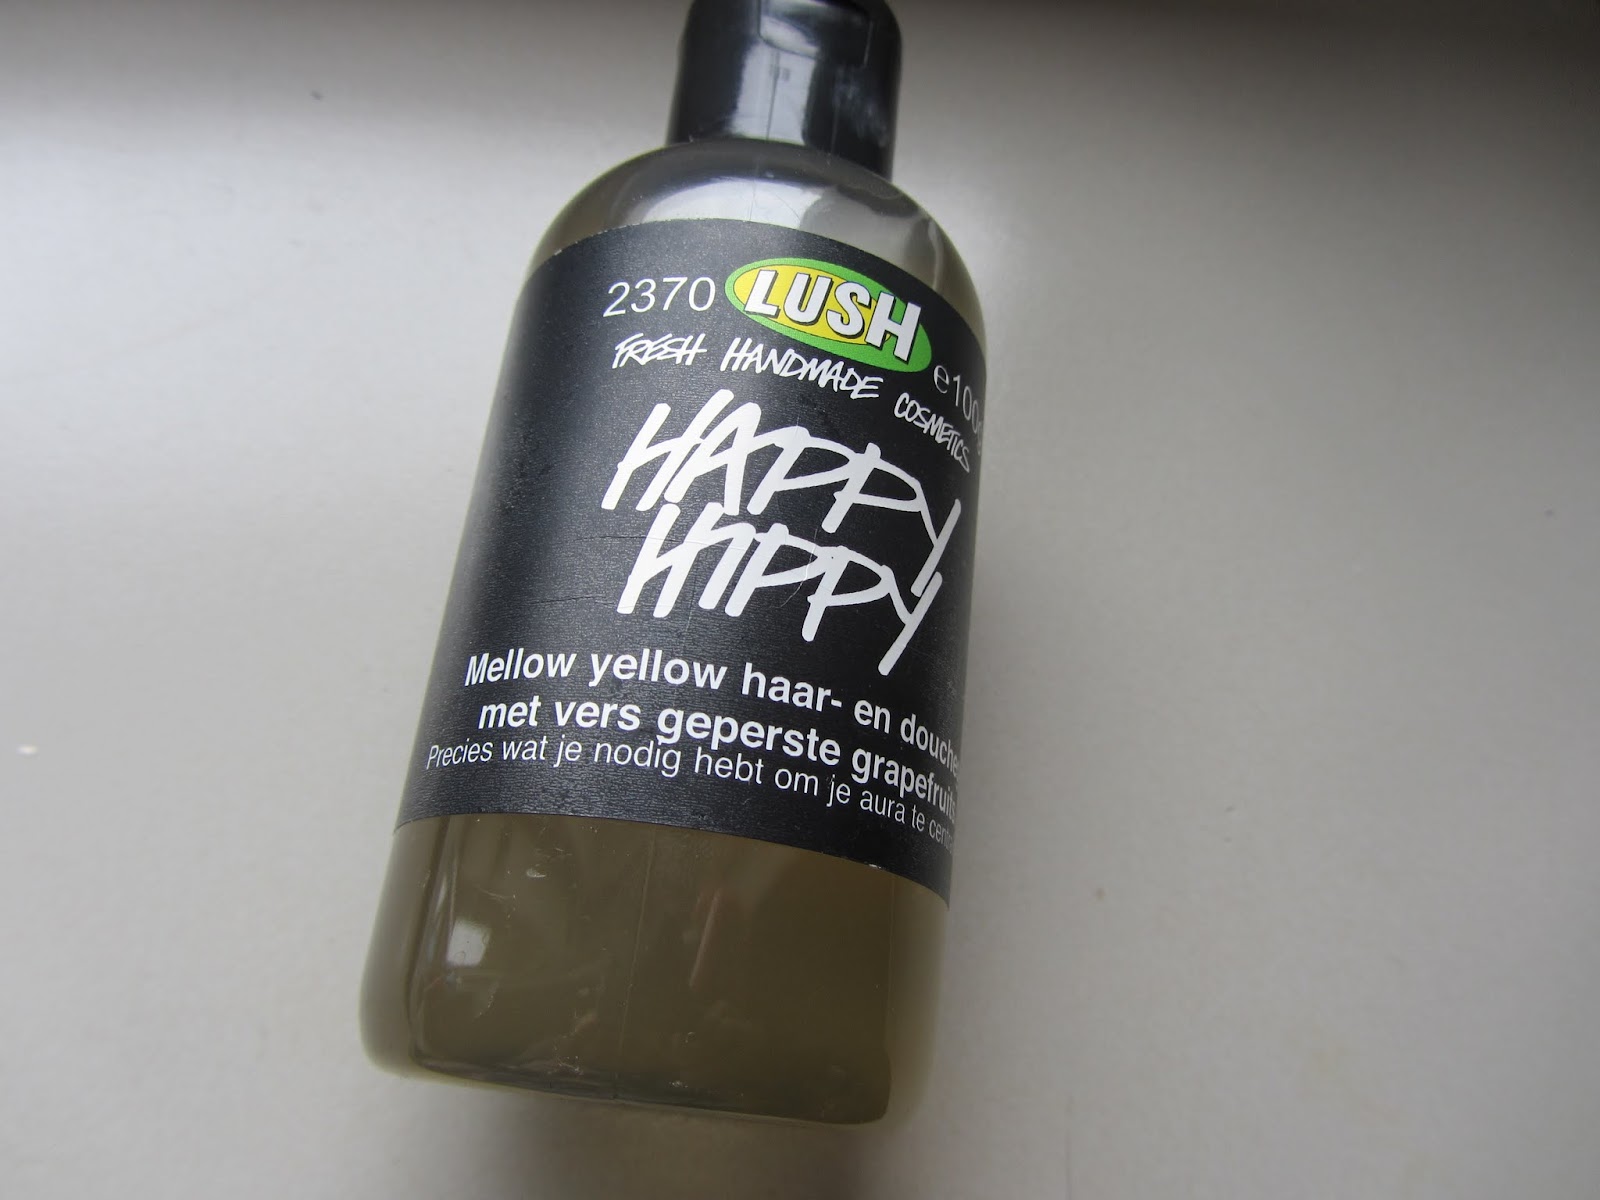 2370 LUSH e100g
FRESH HANDMADE COSMETICS
HAPPY
HIPPY
Mellow yellow haar- en douche
met vers geperste grapefruits
Precies wat je nodig hebt om je aura te